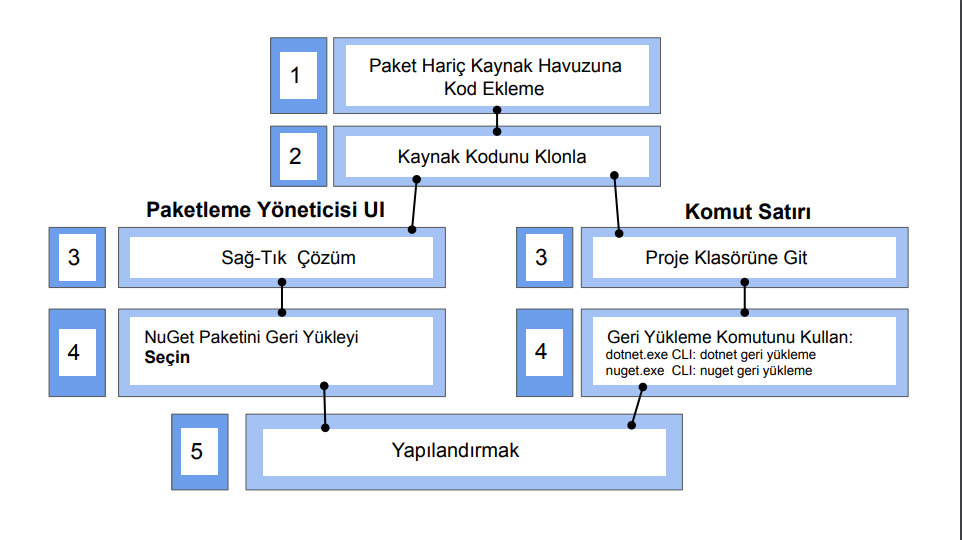 1
Paket Hariç Kaynak Havuzuna
Kod Ekleme
2
Kaynak Kodunu Klonla
Paketleme Yöneticisi UI
3
Sağ-Tık Çözüm
4
NuGet Paketini Geri Yükleyi
Seçin
Komut Satırı
3
Proje Klasörüne Git
4
Geri Yükleme Komutunu Kullan:
dotnet.exe CLI: dotnet geri yükleme
nuget.exe CLI: nuget geri yükleme
5
Yapılandırmak